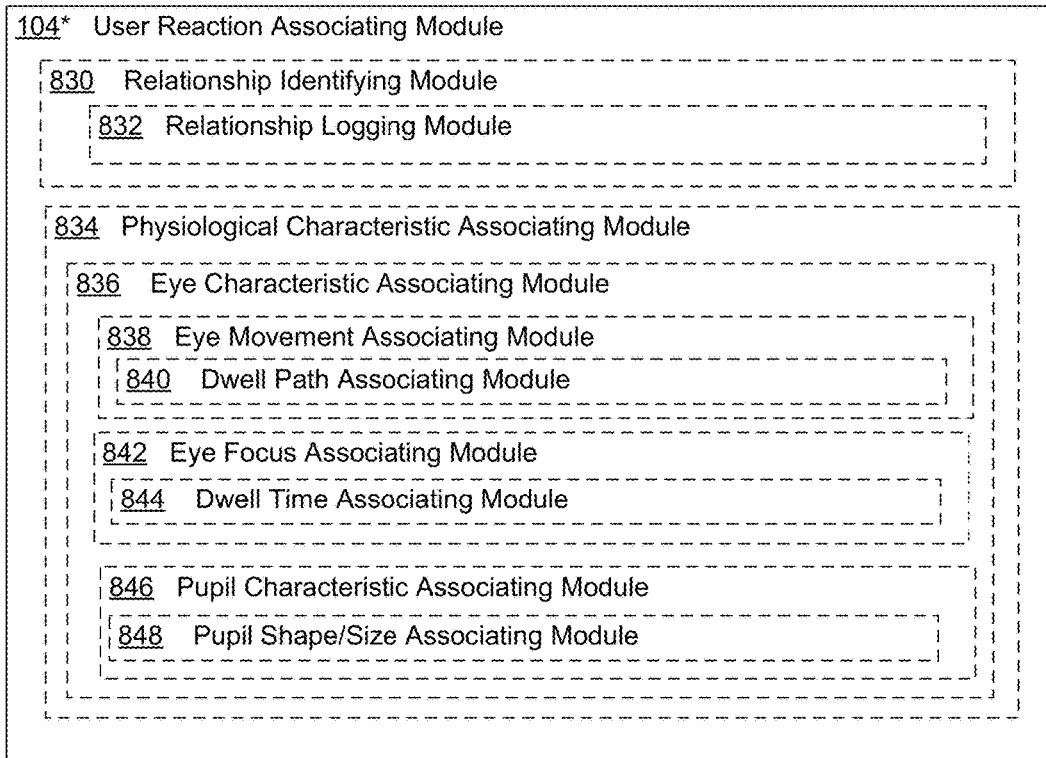 104* User Reaction Associating Module
830 Relationship Identifying Module
832 Relationship Logging Module
834 Physiological Characteristic Associating Module
836 Eye Characteristic Associating Module
838 Eye Movement Associating Module
840 Dwell Path Associating Module
842 Eye Focus Associating Module
844 Dwell Time Associating Module
846 Pupil Characteristic Associating Module
848 Pupil Shape/Size Associating Module